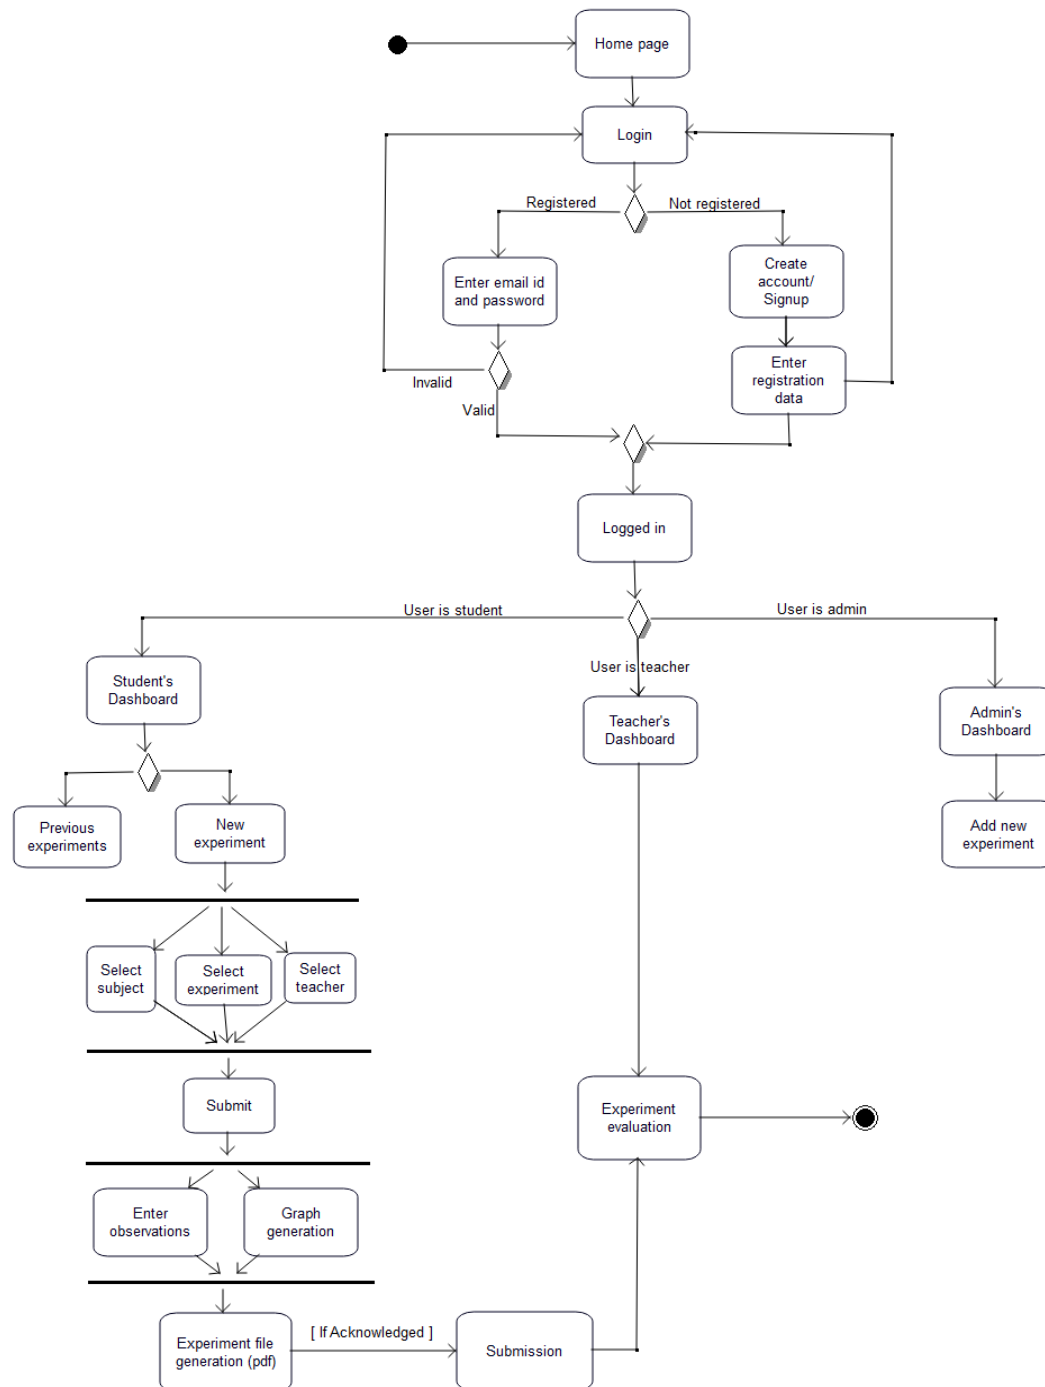 Home page
Login
Registered
Not registered
Enter email id
and password
Create
account/
Signup
Enter
registration
data
Invalid
Valid
Logged in
User is student
User is admin
User is teacher
Student's
Dashboard
Teacher's
Dashboard
Admin's
Dashboard
Previous
experiments
New
experiment
Add new
experiment
Select
subject
Select
experiment
Select
teacher
Submit
Experiment
evaluation
Enter
observations
Graph
generation
Experiment file
generation (pdf)
[ If Acknowledged ]
Submission